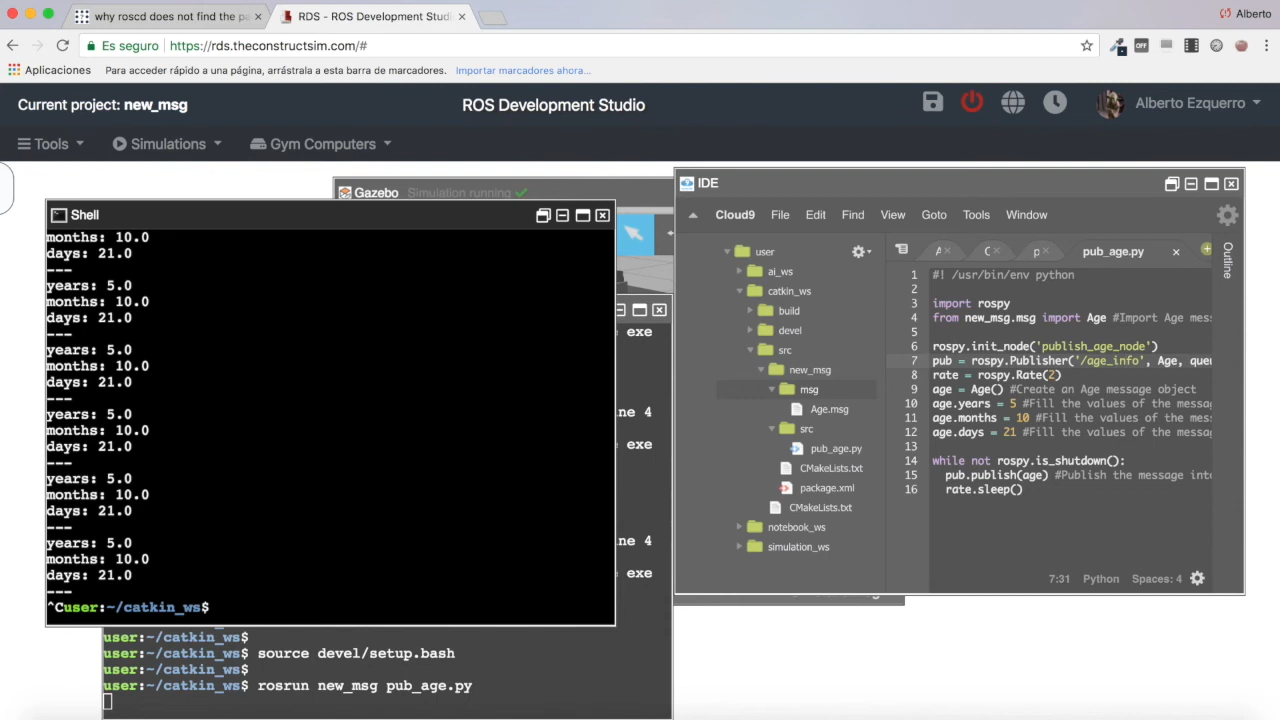 why roscd does not find the pa
RDS - ROS Development Studi
Alberto
Es seguro
https://rds.theconstructsim.com/#
OFF
Aplicaciones
Para acceder rápido a una página, arrástrala a esta barra de marcadores.
Importar marcadores ahora...
Current project: new_msg
ROS Development Studio
Alberto Ezquerro
Tools
Simulations
Gym Computers
Gazebo
Simulation running
Shell
months: 10.0
days: 21.0
---
years: 5.0
months: 10.0
days: 21.0
---
years: 5.0
months: 10.0
days: 21.0
---
years: 5.0
months: 10.0
days: 21.0
---
years: 5.0
months: 10.0
days: 21.0
---
years: 5.0
months: 10.0
days: 21.0
---
^Cuser:~/catkin_ws$
exe
ne 4
exe
ne 4
exe
user:~/catkin_ws$
user:~/catkin_ws$ source devel/setup.bash
user:~/catkin_ws$
user:~/catkin_ws$ rosrun new_msg pub_age.py
IDE
Cloud9
File
Edit
Find
View
Goto
Tools
Window
user
ai_ws
catkin_ws
build
devel
src
new_msg
msg
Age.msg
src
pub_age.py
CMakeLists.txt
package.xml
CMakeLists.txt
notebook_ws
simulation_ws
pub_age.py
Outline
1 #! /usr/bin/env python
2
3 import rospy
4 from new_msg.msg import Age #Import Age mess
5
6 rospy.init_node('publish_age_node')
7 pub = rospy.Publisher('/age_info', Age, queu
8 rate = rospy.Rate(2)
9 age = Age() #Create an Age message object
10 age.years = 5 #Fill the values of the messag
11 age.months = 10 #Fill the values of the mess
12 age.days = 21 #Fill the values of the messag
13
14 while not rospy.is_shutdown():
15 pub.publish(age) #Publish the message into
16 rate.sleep()
7:31
Python
Spaces: 4